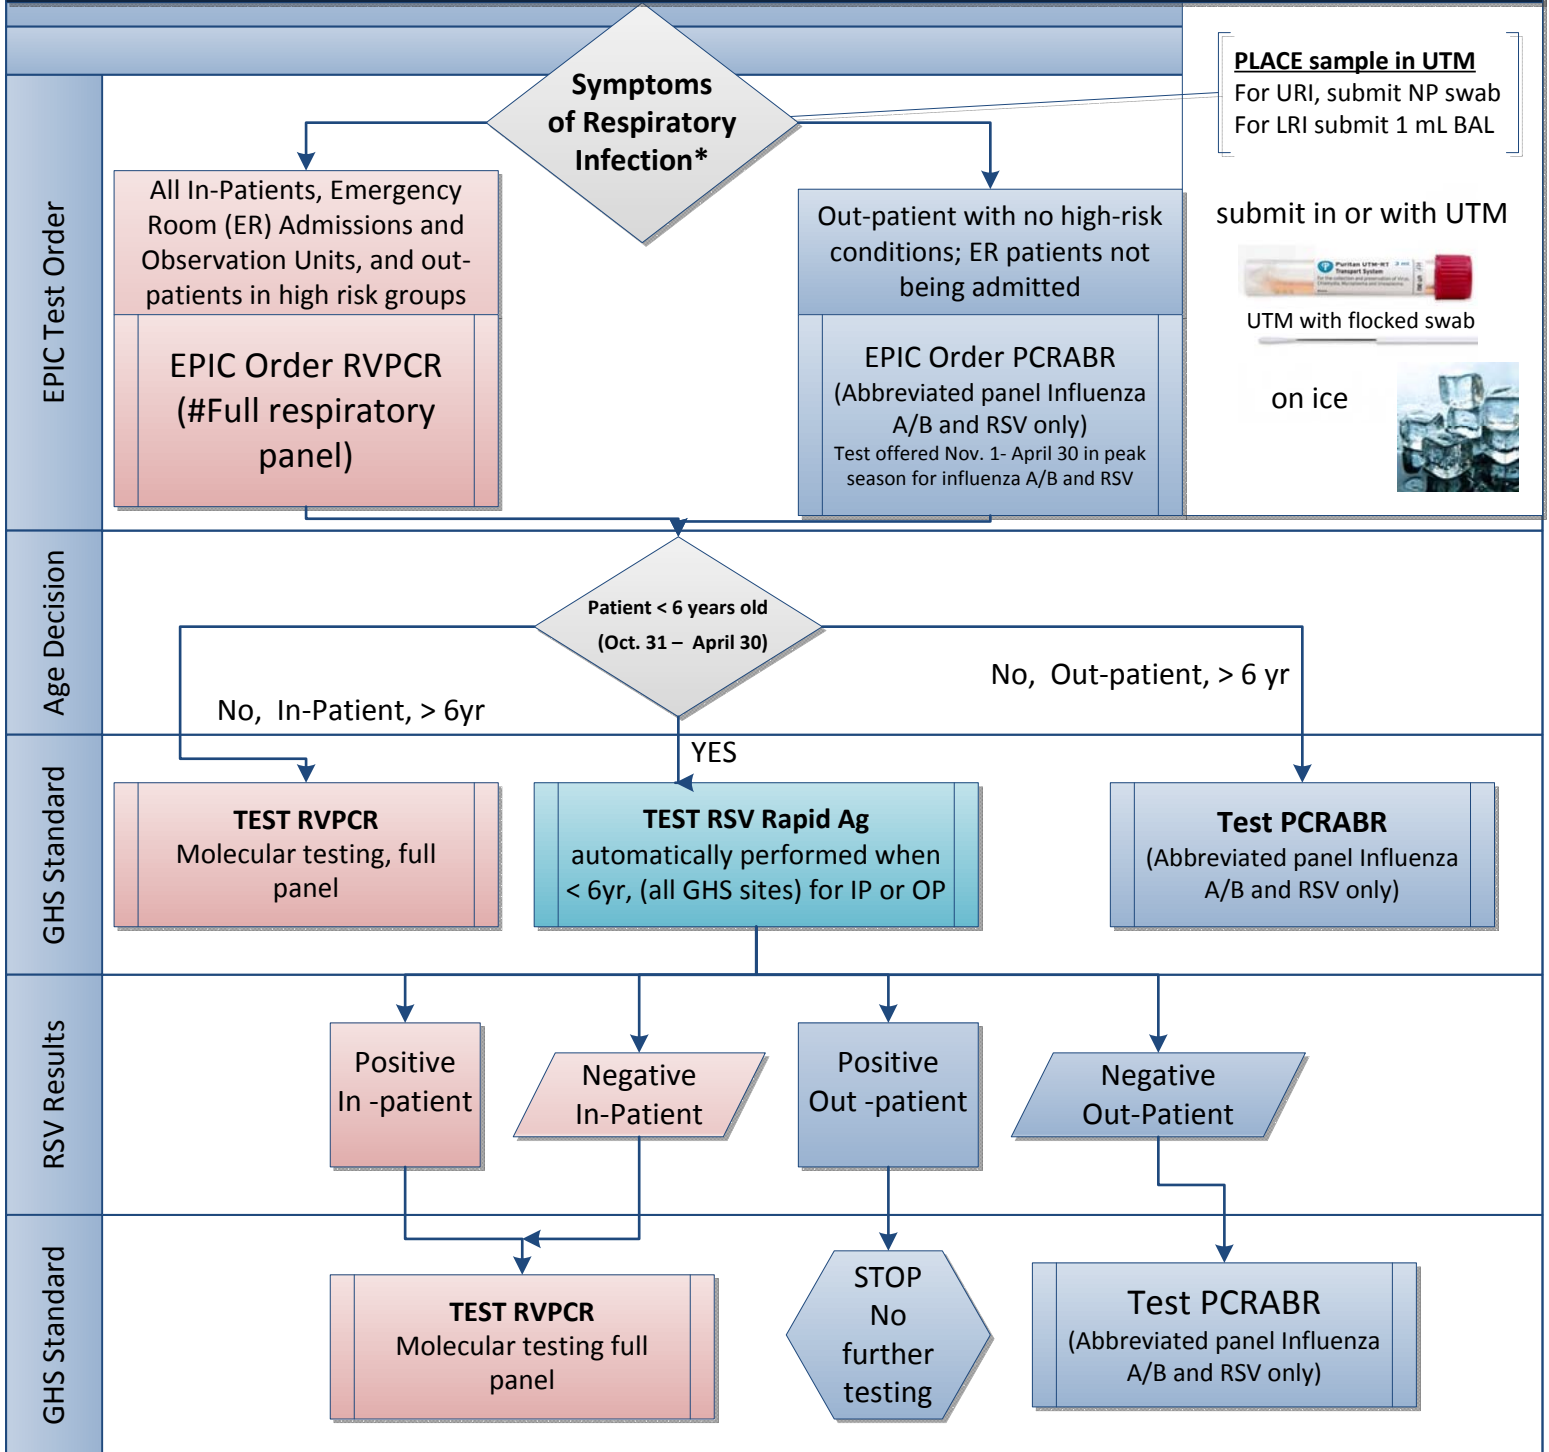 Symptoms
of Respiratory
Infection*
PLACE sample in UTM
For URI, submit NP swab
For LRI submit 1 mL BAL
submit in or with UTM
Puritan UTM-RT
Transport System
UTM with flocked swab
on ice
EPIC Test Order
All In-Patients, Emergency
Room (ER) Admissions and
Observation Units, and out-
patients in high risk groups
EPIC Order RVPCR
(#Full respiratory
panel)
Out-patient with no high-risk
conditions; ER patients not
being admitted
EPIC Order PCRABR
(Abbreviated panel Influenza
A/B and RSV only)
Test offered Nov. 1- April 30 in peak
season for influenza A/B and RSV
Age Decision
Patient < 6 years old
(Oct. 31 – April 30)
No, In-Patient, > 6yr
YES
No, Out-patient, > 6 yr
GHS Standard
TEST RVPCR
Molecular testing, full
panel
TEST RSV Rapid Ag
automatically performed when
< 6yr, (all GHS sites) for IP or OP
Test PCRABR
(Abbreviated panel Influenza
A/B and RSV only)
RSV Results
Positive
In -patient
Negative
In-Patient
Positive
Out -patient
Negative
Out-Patient
GHS Standard
TEST RVPCR
Molecular testing full
panel
STOP
No
further
testing
Test PCRABR
(Abbreviated panel Influenza
A/B and RSV only)